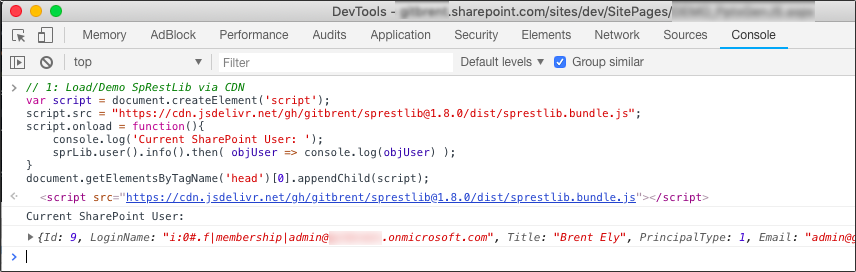 DevTools - gitbrent.sharepoint.com/sites/dev/SitePages/
Memory AdBlock Performance Audits Application Security Elements Network Sources Console
top Filter Default levels Group similar
// 1: Load/Demo SpRestLib via CDN
var script = document.createElement('script');
script.src = "https://cdn.jsdelivr.net/gh/gitbrent/sprestlib@1.8.0/dist/sprestlib.bundle.js";
script.onload = function(){
console.log('Current SharePoint User: ');
sprLib.user().info().then( objUser => console.log(objUser) );
}
document.getElementsByTagName('head')[0].appendChild(script);
<script src="https://cdn.jsdelivr.net/gh/gitbrent/sprestlib@1.8.0/dist/sprestlib.bundle.js"></script>
Current SharePoint User:
{Id: 9, LoginName: "i:0#.f|membership|admin@ .onmicrosoft.com", Title: "Brent Ely", PrincipalType: 1, Email: "admin@g